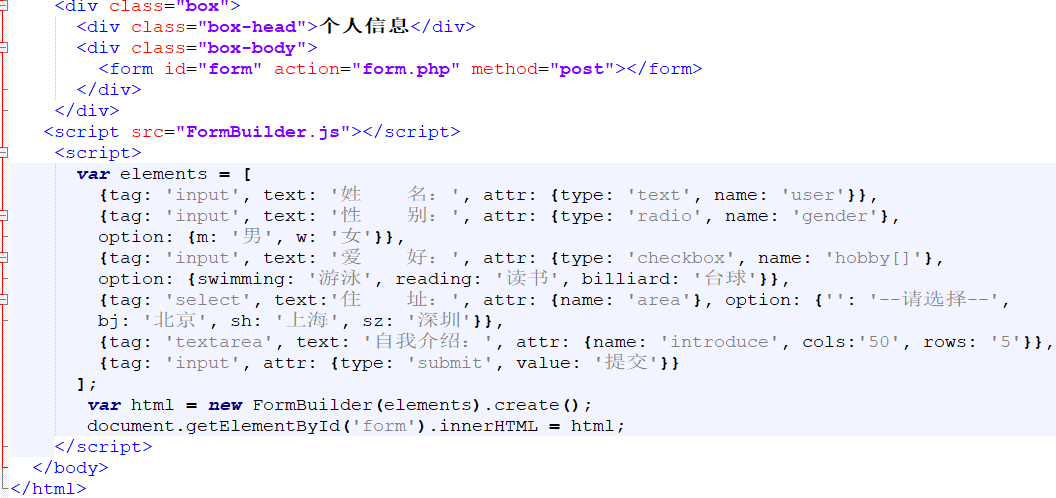 <div class="box">
<div class="box-head">个人信息</div>
<div class="box-body">
<form id="form" action="form.php" method="post"></form>
</div>
</div>
<script src="FormBuilder.js"></script>
<script>
var elements = [
{tag: 'input', text: '姓    名：', attr: {type: 'text', name: 'user'}},
{tag: 'input', text: '性    别：', attr: {type: 'radio', name: 'gender'},
option: {m: '男', w: '女'}},
{tag: 'input', text: '爱    好：', attr: {type: 'checkbox', name: 'hobby[]'},
option: {swimming: '游泳', reading: '读书', billiard: '台球'}},
{tag: 'select', text:'住    址：', attr: {name: 'area'}, option: {'': '--请选择--',
bj: '北京', sh: '上海', sz: '深圳'}},
{tag: 'textarea', text: '自我介绍：', attr: {name: 'introduce', cols:'50', rows: '5'}},
{tag: 'input', attr: {type: 'submit', value: '提交'}}
];
var html = new FormBuilder(elements).create();
document.getElementById('form').innerHTML = html;
</script>
</body>
</html>